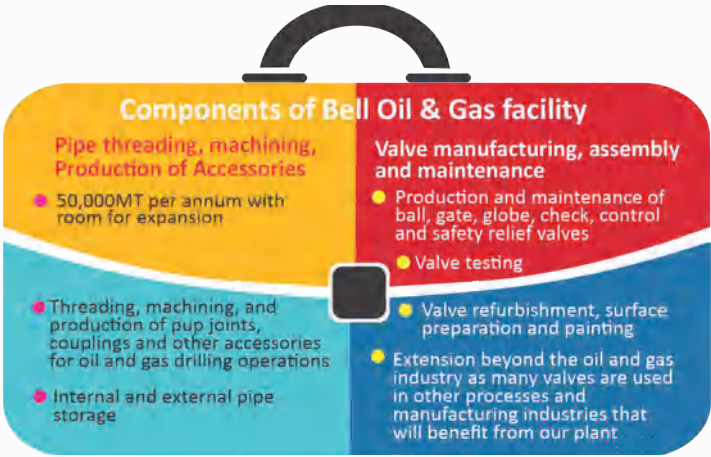 Components of Bell Oil & Gas facility
Pipe threading, machining,
Production of Accessories
50,000MT per annum with
room for expansion
Threading, machining, and
production of pup joints,
couplings and other accessories
for oil and gas drilling operations
Internal and external pipe
storage
Valve manufacturing, assembly
and maintenance
Production and maintenance of
ball, gate, globe, check, control
and safety relief valves
Valve testing
Valve refurbishment, surface
preparation and painting
Extension beyond the oil and gas
industry as many valves are used
in other processes and
manufacturing industries that
will benefit from our plant